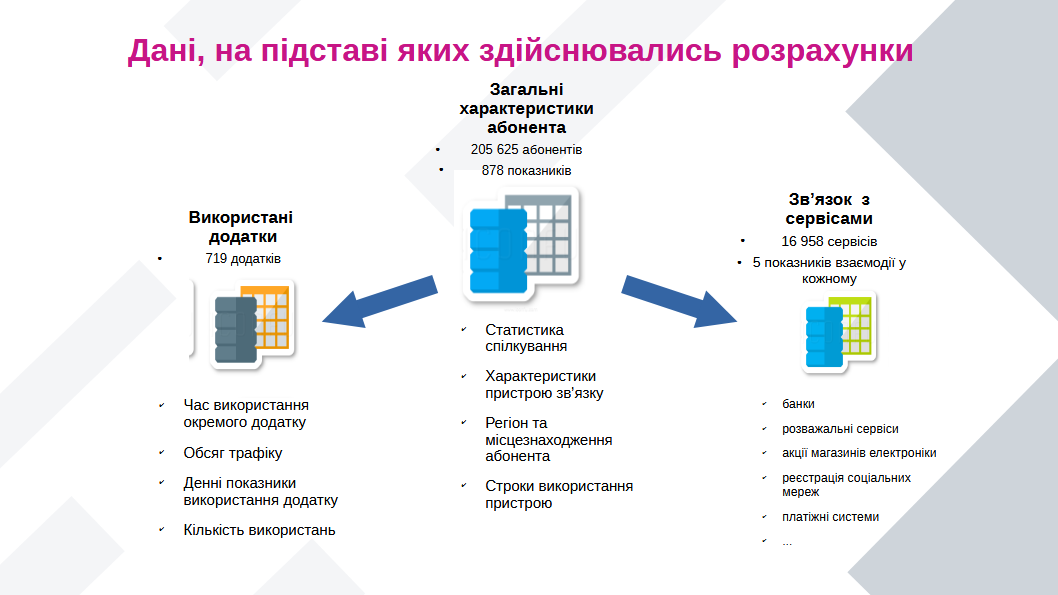 Дані, на підставі яких здійснювались розрахунки
Загальні
характеристики
абонента
• 205 625 абонентів
• 878 показників
Використані
додатки
• 719 додатків
Зв’язок з
сервісами
• 16 958 сервісів
• 5 показників взаємодії у
кожному
✓ Час використання
окремого додатку
✓ Обсяг трафіку
✓ Денні показники
використання додатку
✓ Кількість використань
✓ Статистика
спілкування
✓ Характеристики
пристрою зв’язку
✓ Регіон та
місцезнаходження
абонента
✓ Строки використання
пристрою
✓ банки
✓ розважальні сервіси
✓ акції магазинів електроніки
✓ реєстрація соціальних
мереж
✓ платіжні системи
✓ ...